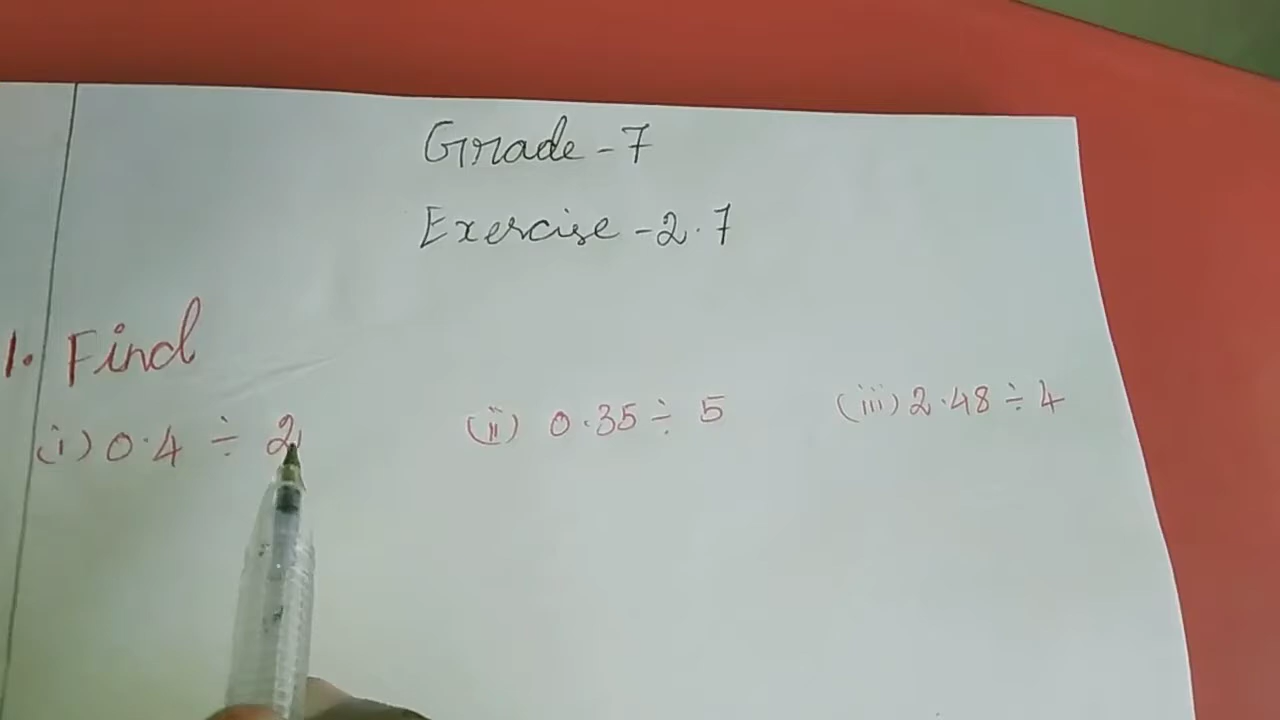 Grade - 7
Exercise - 2.7
1. Find
(i) 0.4 ÷ 2 (ii) 0.35 ÷ 5 (iii) 2.48 ÷ 4